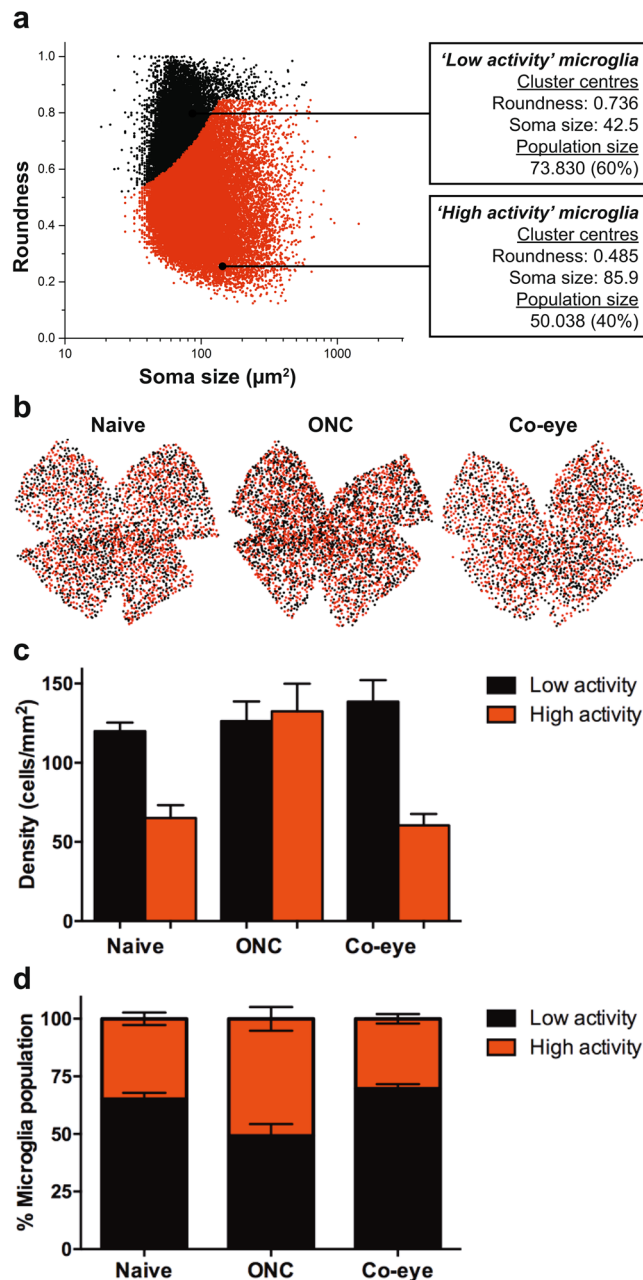 a
1.0
0.8
0.6
0.4
0.2
0.0
Roundness
10
100
1000
Soma size (µm²)
‘Low activity’ microglia
Cluster centres
Roundness: 0.736
Soma size: 42.5
Population size
73.830 (60%)
‘High activity’ microglia
Cluster centres
Roundness: 0.485
Soma size: 85.9
Population size
50.038 (40%)
b
Naive
ONC
Co-eye
c
150
100
50
0
Density (cells/mm²)
Naive
ONC
Co-eye
Low activity
High activity
d
100
75
50
25
0
% Microglia population
Naive
ONC
Co-eye
Low activity
High activity